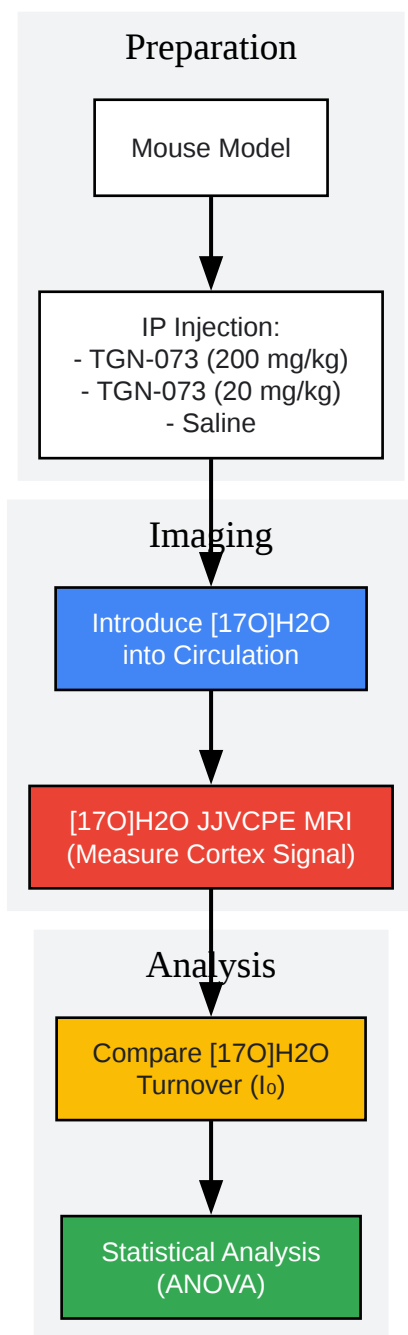 Preparation
Mouse Model
IP Injection:
- TGN-073 (200 mg/kg)
- TGN-073 (20 mg/kg)
- Saline
Imaging
Introduce [17O]H2O
into Circulation
[17O]H2O JJVCPE MRI
(Measure Cortex Signal)
Analysis
Compare [17O]H2O
Turnover (I₀)
Statistical Analysis
(ANOVA)